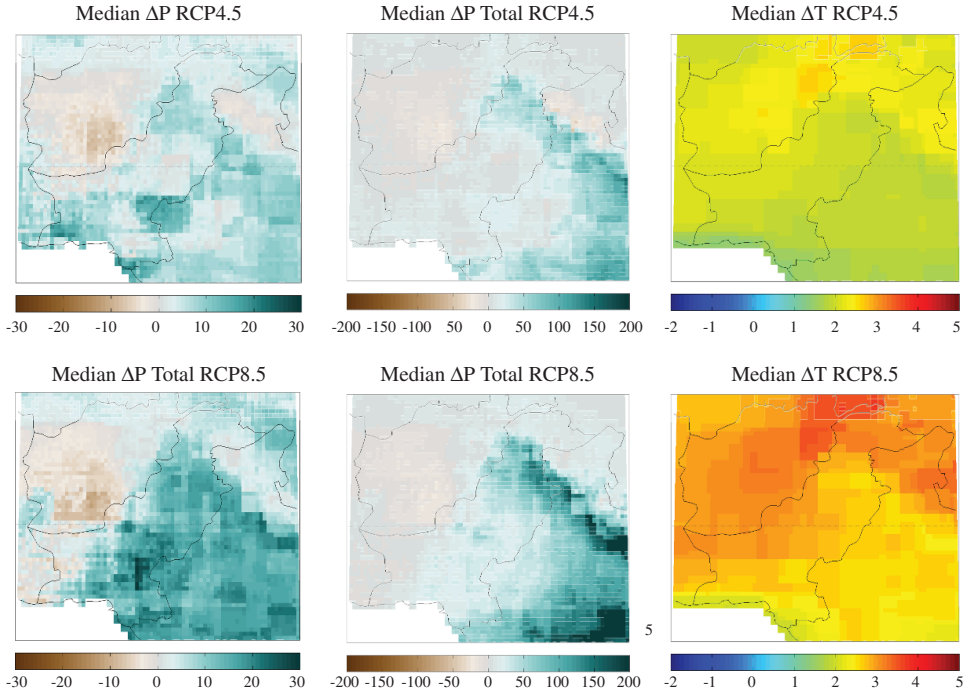 Median ΔP RCP4.5
Median ΔP Total RCP4.5
Median ΔT RCP4.5
-30 -20 -10 0 10 20 30
-200 -150 -100 50 0 50 100 150 200
-2 -1 0 1 2 3 4 5
Median ΔP Total RCP8.5
Median ΔP Total RCP8.5
Median ΔT RCP8.5
5
-30 -20 -10 0 10 20 30
-200 -150 -100 50 0 50 100 150 200
-2 -1 0 1 2 3 4 5